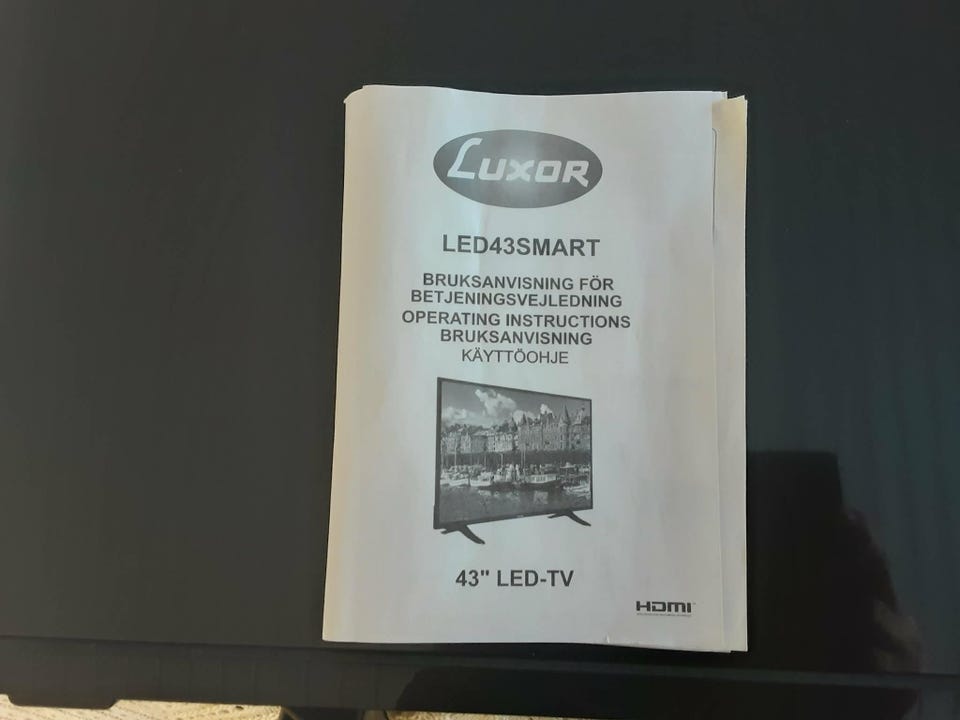 LUXOR
LED43SMART
BRUKSANVISNING FÖR
BETJENINGSVEJLEDNING
OPERATING INSTRUCTIONS
BRUKSANVISNING
KÄYTTÖOHJE
43" LED-TV
HDMI